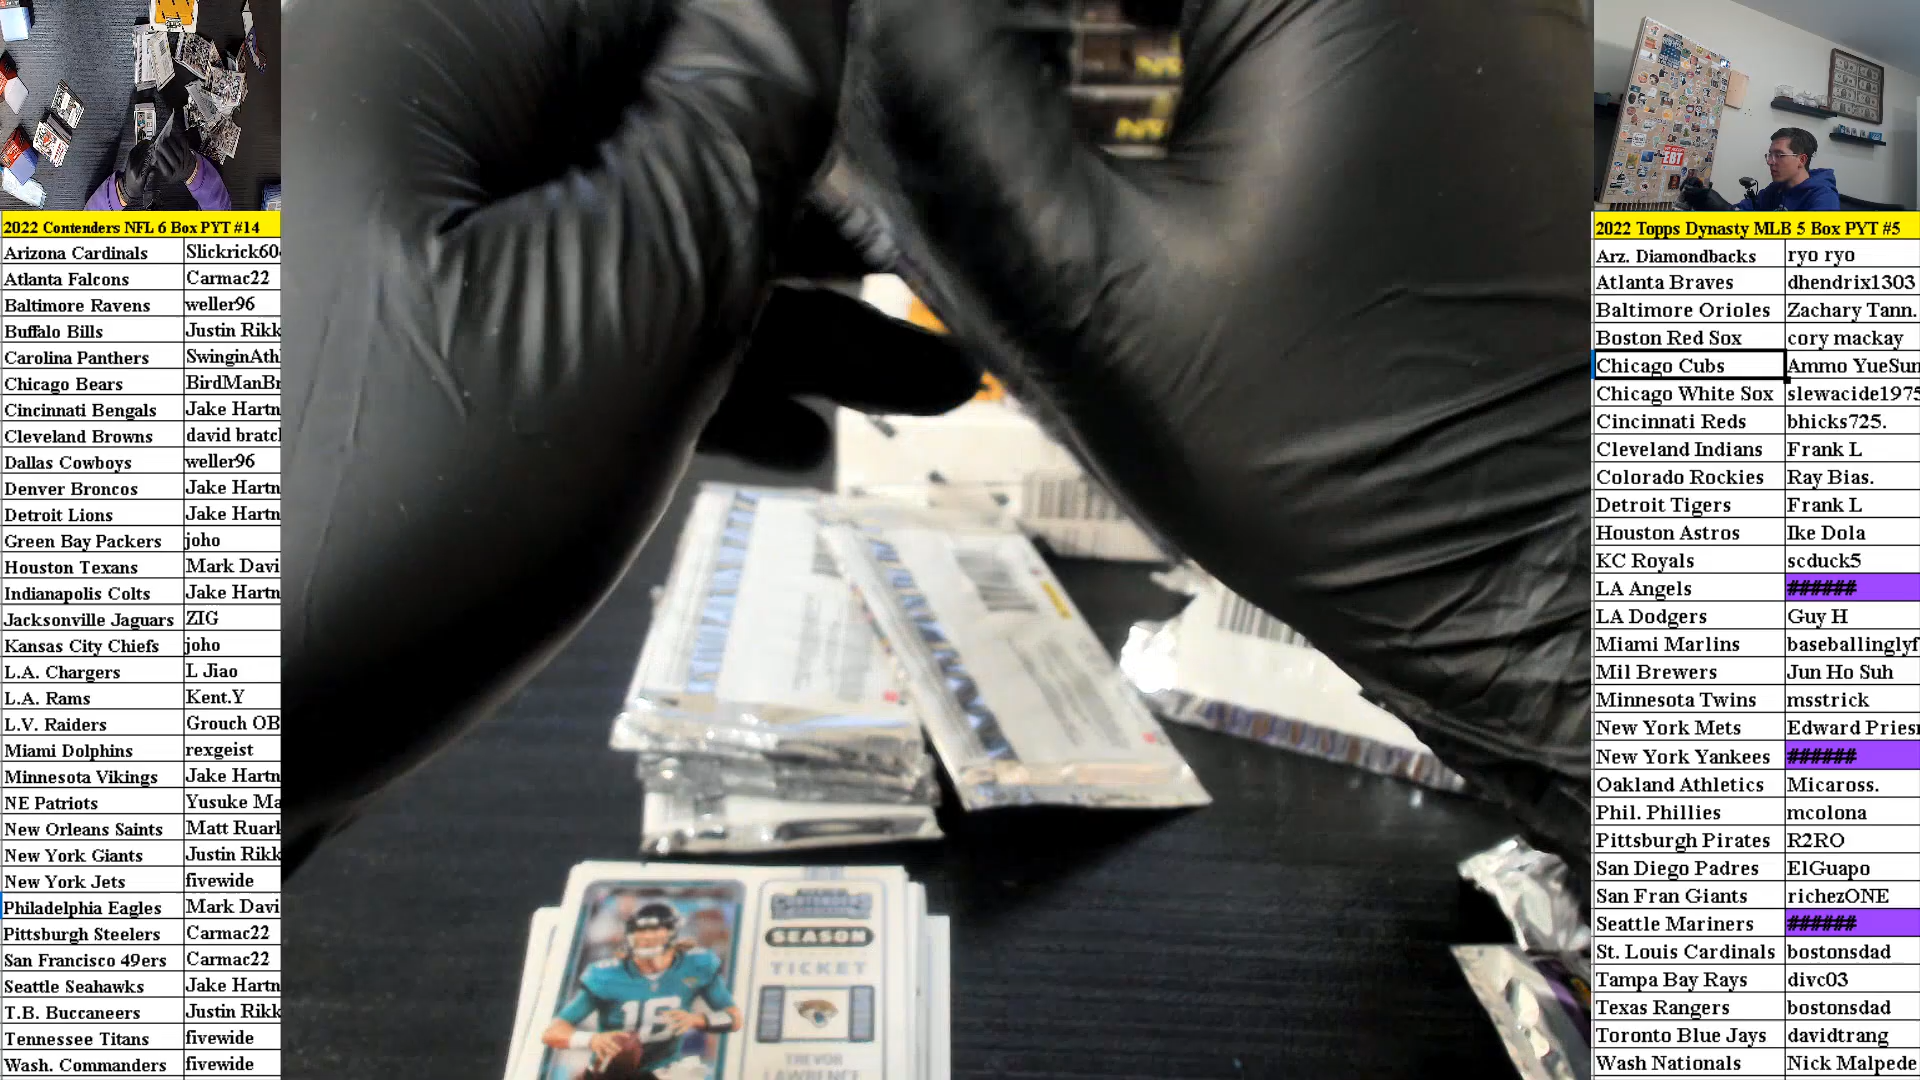 2022 Contenders NFL 6 Box PYT #14
Arizona Cardinals Slickrick60
Atlanta Falcons Carmac22
Baltimore Ravens weller96
Buffalo Bills Justin Rikk
Carolina Panthers SwinginAth
Chicago Bears BirdManBr
Cincinnati Bengals Jake Hartn
Cleveland Browns david bratc
Dallas Cowboys weller96
Denver Broncos Jake Hartn
Detroit Lions Jake Hartn
Green Bay Packers joho
Houston Texans Mark Davi
Indianapolis Colts Jake Hartn
Jacksonville Jaguars ZIG
Kansas City Chiefs joho
L.A. Chargers L Jiao
L.A. Rams Kent.Y
L.V. Raiders Grouch OB
Miami Dolphins rexgeist
Minnesota Vikings Jake Hartn
NE Patriots Yusuke Ma
New Orleans Saints Matt Ruark
New York Giants Justin Rikk
New York Jets fivewide
Philadelphia Eagles Mark Davi
Pittsburgh Steelers Carmac22
San Francisco 49ers Carmac22
Seattle Seahawks Jake Hartn
T.B. Buccaneers Justin Rikk
Tennessee Titans fivewide
Wash. Commanders fivewide
CONTENDERS
SEASON
TICKET
TREVOR
LAWRENCE
16
EBT
2022 Topps Dynasty MLB 5 Box PYT #5
Arz. Diamondbacks ryo ryo
Atlanta Braves dhendrix1303
Baltimore Orioles Zachary Tann.
Boston Red Sox cory mackay
Chicago Cubs Ammo YueSun
Chicago White Sox slewacide1975
Cincinnati Reds bhicks725.
Cleveland Indians Frank L
Colorado Rockies Ray Bias.
Detroit Tigers Frank L
Houston Astros Ike Dola
KC Royals scduck5
LA Angels ######
LA Dodgers Guy H
Miami Marlins baseballinglyf
Mil Brewers Jun Ho Suh
Minnesota Twins msstrick
New York Mets Edward Pries
New York Yankees ######
Oakland Athletics Micaross.
Phil. Phillies mcolona
Pittsburgh Pirates R2RO
San Diego Padres ElGuapo
San Fran Giants richezONE
Seattle Mariners ######
St. Louis Cardinals bostonsdad
Tampa Bay Rays divc03
Texas Rangers bostonsdad
Toronto Blue Jays davidtrang
Wash Nationals Nick Malpede